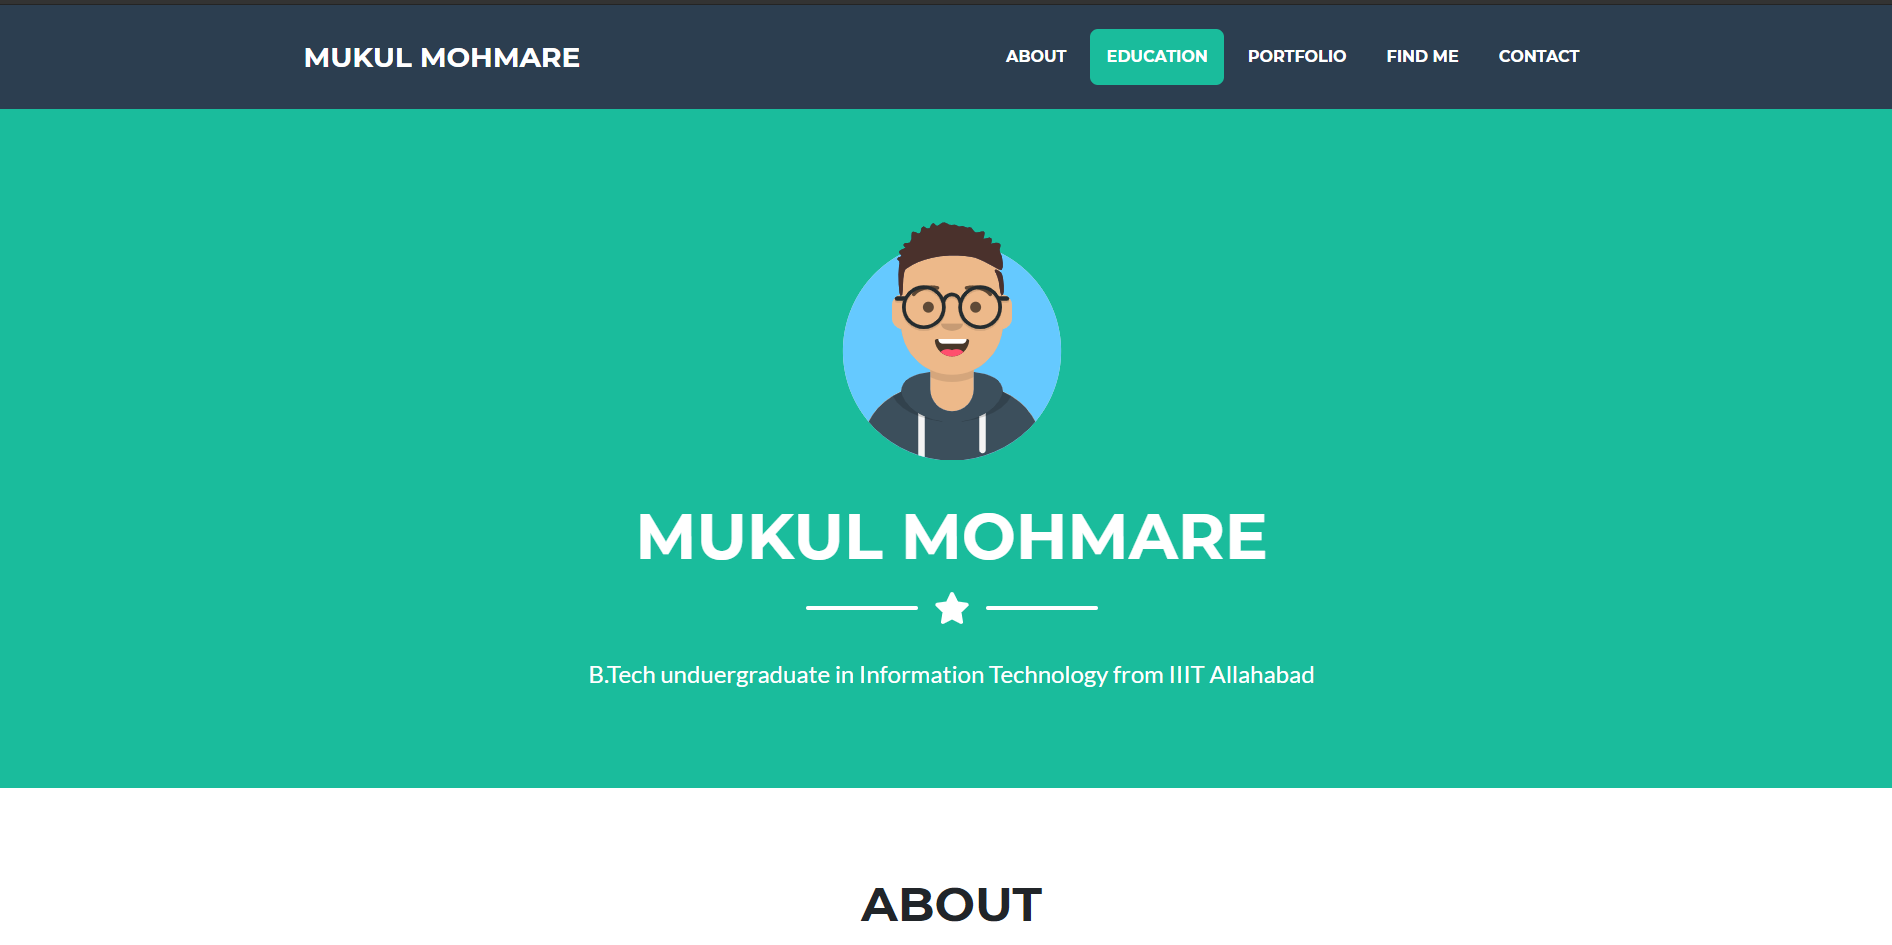 MUKUL MOHMARE
ABOUT EDUCATION PORTFOLIO FIND ME CONTACT
MUKUL MOHMARE
B.Tech unduergraduate in Information Technology from IIIT Allahabad
ABOUT